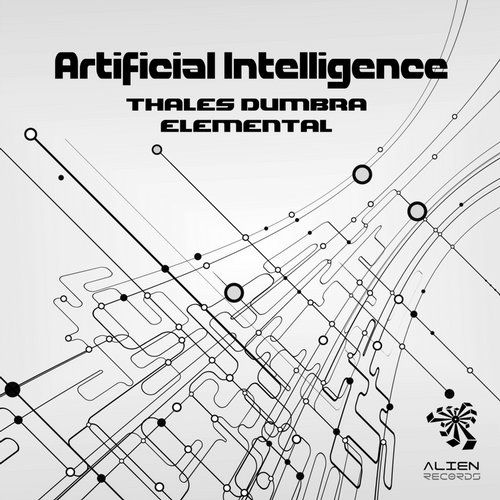 Artificial Intelligence
THALES DUMBRA
ELEMENTAL
ALIEN
RECORDS